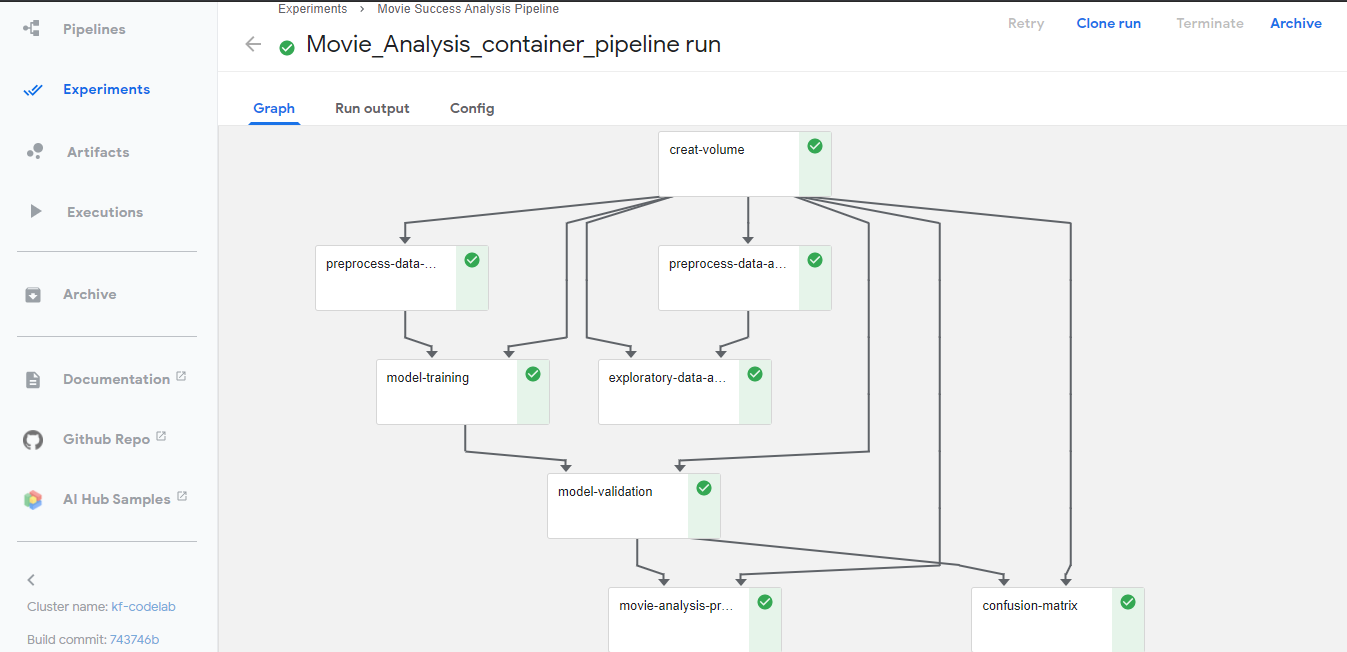 Experiments > Movie Success Analysis Pipeline
Movie_Analysis_container_pipeline run
Retry Clone run Terminate Archive
Graph Run output Config
Pipelines
Experiments
Artifacts
Executions
Archive
Documentation
Github Repo
AI Hub Samples
Cluster name: kf-codelab
Build commit: 743746b
creat-volume
preprocess-data-...
preprocess-data-a...
model-training
exploratory-data-a...
model-validation
movie-analysis-pr...
confusion-matrix